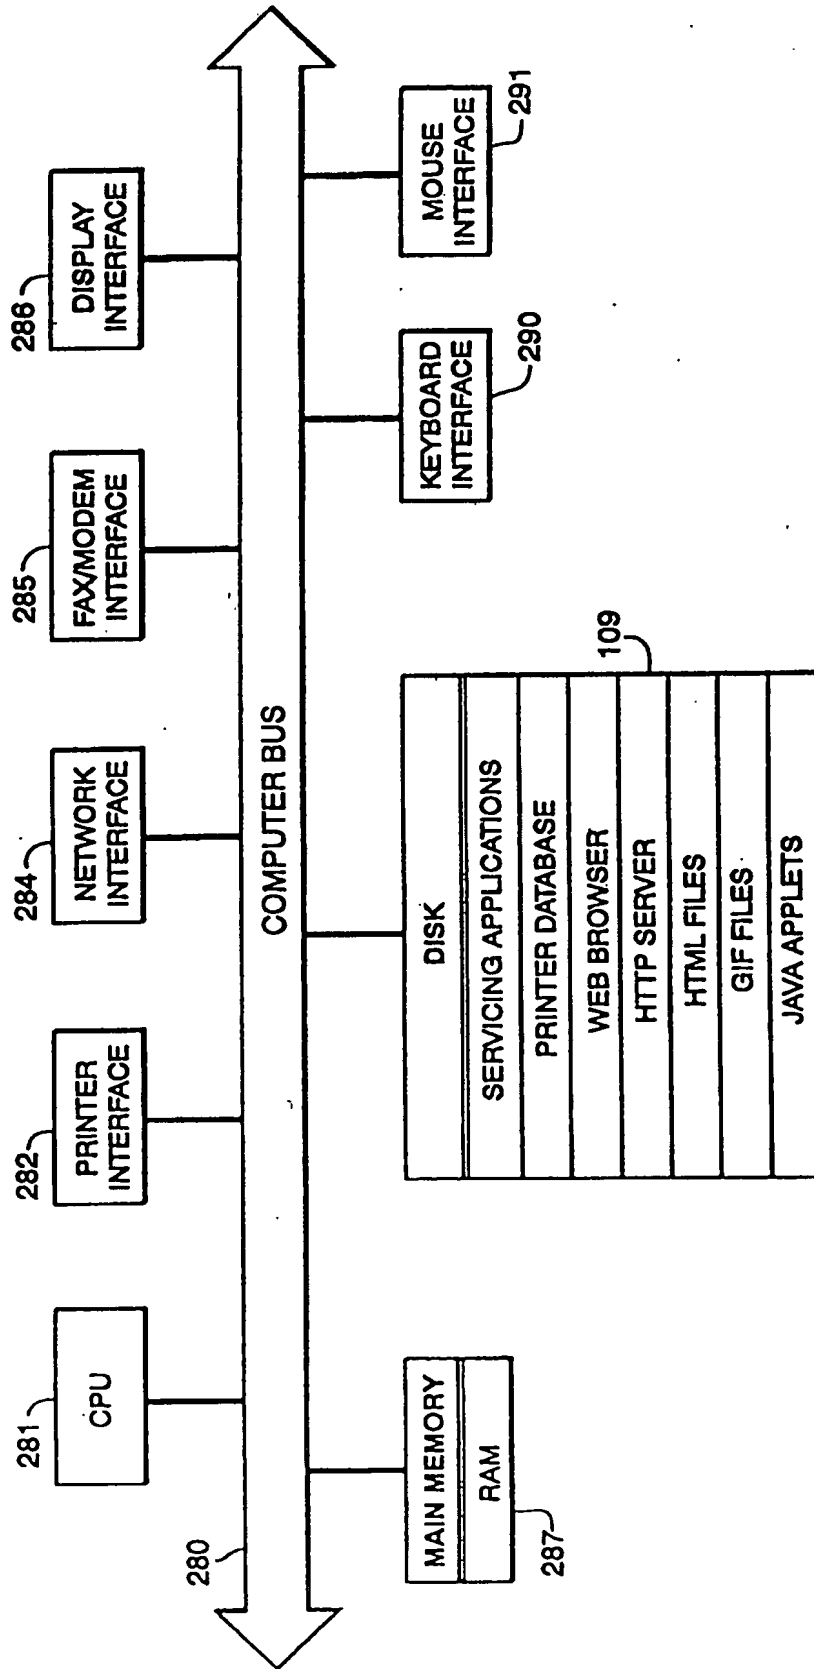 281
CPU
282
PRINTER
INTERFACE
284
NETWORK
INTERFACE
285
FAX/MODEM
INTERFACE
286
DISPLAY
INTERFACE
280
COMPUTER BUS
MAIN MEMORY
RAM
287
DISK
SERVICING APPLICATIONS
PRINTER DATABASE
WEB BROWSER
HTTP SERVER
HTML FILES
GIF FILES
JAVA APPLETS
109
KEYBOARD
INTERFACE
290
MOUSE
INTERFACE
291